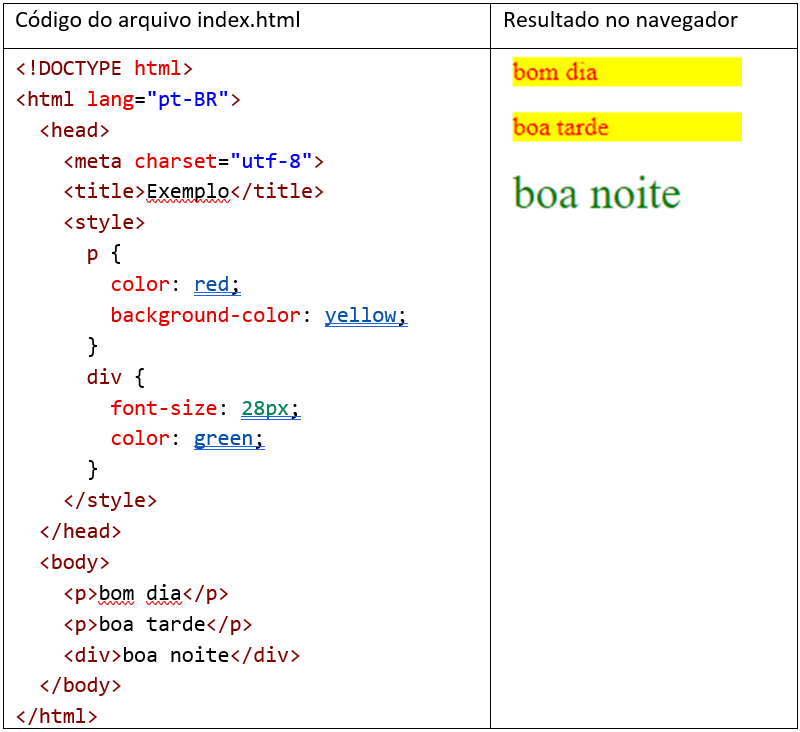 Código do arquivo index.html
Resultado no navegador
<!DOCTYPE html>
<html lang="pt-BR">
  <head>
    <meta charset="utf-8">
    <title>Exemplo</title>
    <style>
      p {
        color: red;
        background-color: yellow;
      }
      div {
        font-size: 28px;
        color: green;
      }
    </style>
  </head>
  <body>
    <p>bom dia</p>
    <p>boa tarde</p>
    <div>boa noite</div>
  </body>
</html>
bom dia
boa tarde
boa noite